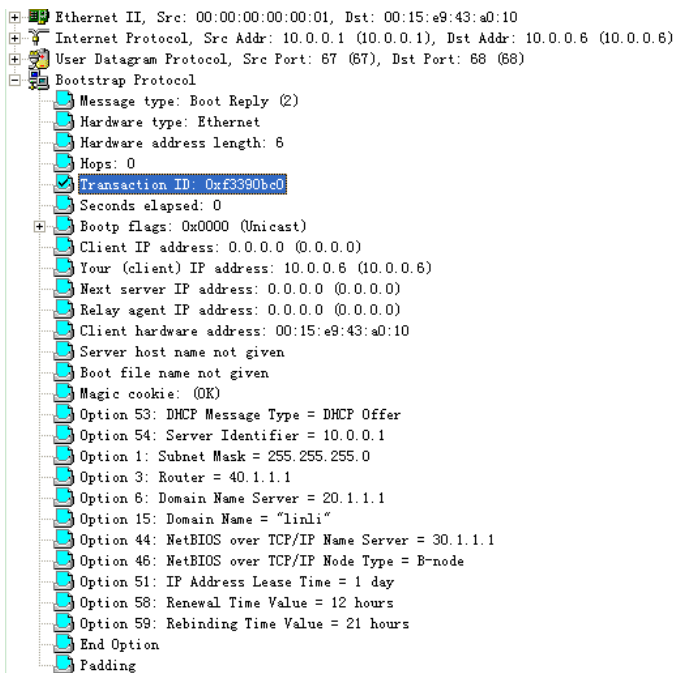 Ethernet II, Src: 00:00:00:00:00:01, Dst: 00:15:e9:43:a0:10
Internet Protocol, Src Addr: 10.0.0.1 (10.0.0.1), Dst Addr: 10.0.0.6 (10.0.0.6)
User Datagram Protocol, Src Port: 67 (67), Dst Port: 68 (68)
Bootstrap Protocol
Message type: Boot Reply (2)
Hardware type: Ethernet
Hardware address length: 6
Hops: 0
Transaction ID: 0xf3390bc0
Seconds elapsed: 0
Bootp flags: 0x0000 (Unicast)
Client IP address: 0.0.0.0 (0.0.0.0)
Your (client) IP address: 10.0.0.6 (10.0.0.6)
Next server IP address: 0.0.0.0 (0.0.0.0)
Relay agent IP address: 0.0.0.0 (0.0.0.0)
Client hardware address: 00:15:e9:43:a0:10
Server host name not given
Boot file name not given
Magic cookie: (OK)
Option 53: DHCP Message Type = DHCP Offer
Option 54: Server Identifier = 10.0.0.1
Option 1: Subnet Mask = 255.255.255.0
Option 3: Router = 40.1.1.1
Option 6: Domain Name Server = 20.1.1.1
Option 15: Domain Name = "linli"
Option 44: NetBIOS over TCP/IP Name Server = 30.1.1.1
Option 46: NetBIOS over TCP/IP Node Type = B-node
Option 51: IP Address Lease Time = 1 day
Option 58: Renewal Time Value = 12 hours
Option 59: Rebinding Time Value = 21 hours
End Option
Padding